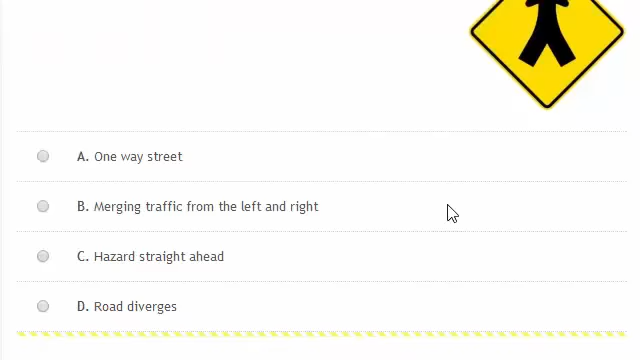 A. One way street
B. Merging traffic from the left and right
C. Hazard straight ahead
D. Road diverges